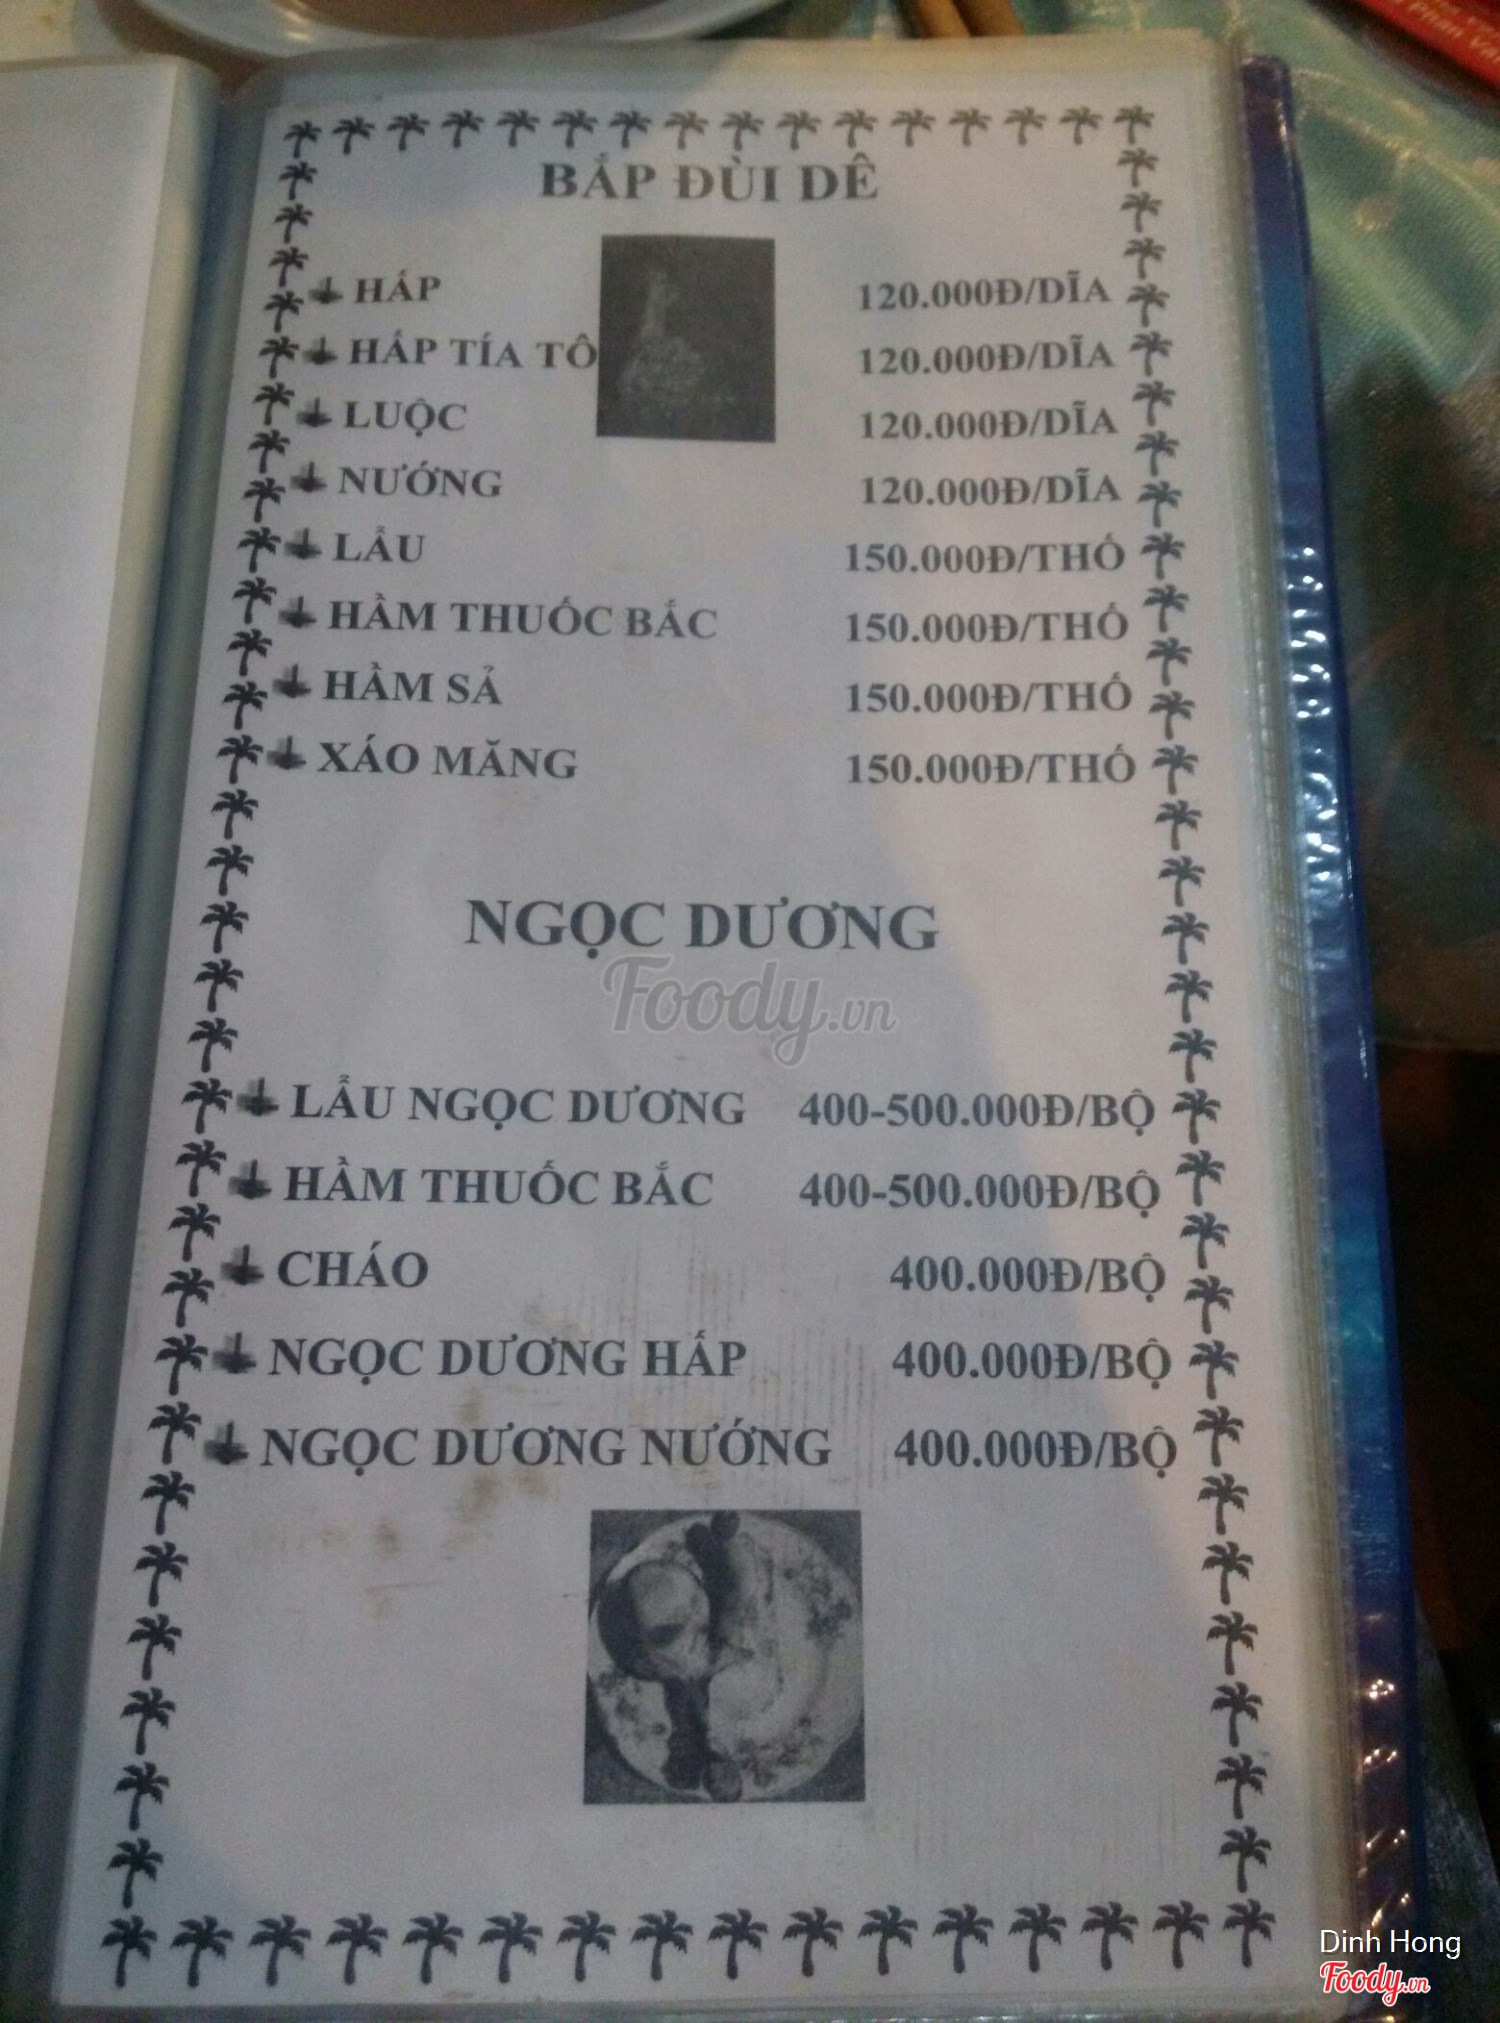 BẮP ĐÙI DÊ
HẤP 120.000Đ/DĨA
HẤP TÍA TÔ 120.000Đ/DĨA
LUỘC 120.000Đ/DĨA
NƯỚNG 120.000Đ/DĨA
LẨU 150.000Đ/THỐ
HẦM THUỐC BẮC 150.000Đ/THỐ
HẦM SẢ 150.000Đ/THỐ
XÁO MĂNG 150.000Đ/THỐ
NGỌC DƯƠNG
Foody.vn
LẨU NGỌC DƯƠNG 400-500.000Đ/BỘ
HẦM THUỐC BẮC 400-500.000Đ/BỘ
CHÁO 400.000Đ/BỘ
NGỌC DƯƠNG HẤP 400.000Đ/BỘ
NGỌC DƯƠNG NƯỚNG 400.000Đ/BỘ
Dinh Hong
Foody.vn